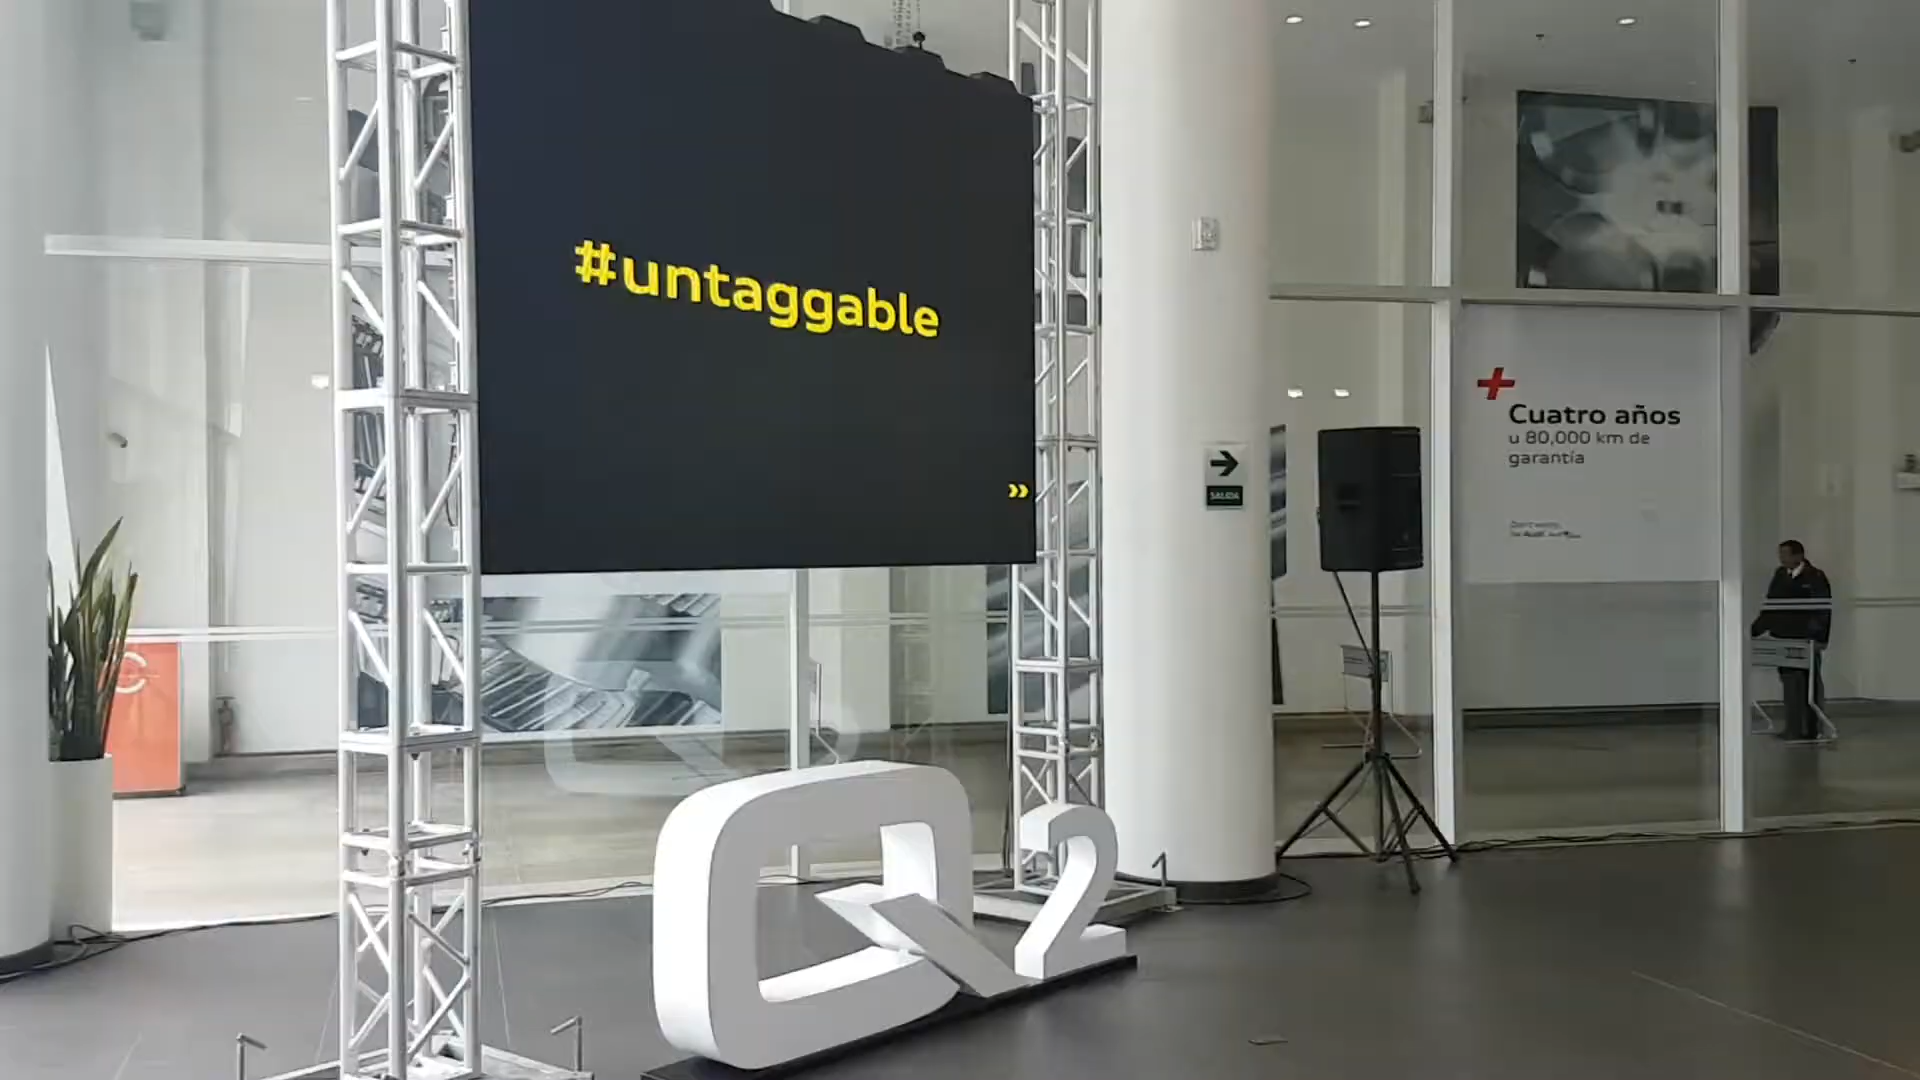 #untaggable
»
Q2
SALIDA
+
Cuatro años
u 80,000 km de
garantía